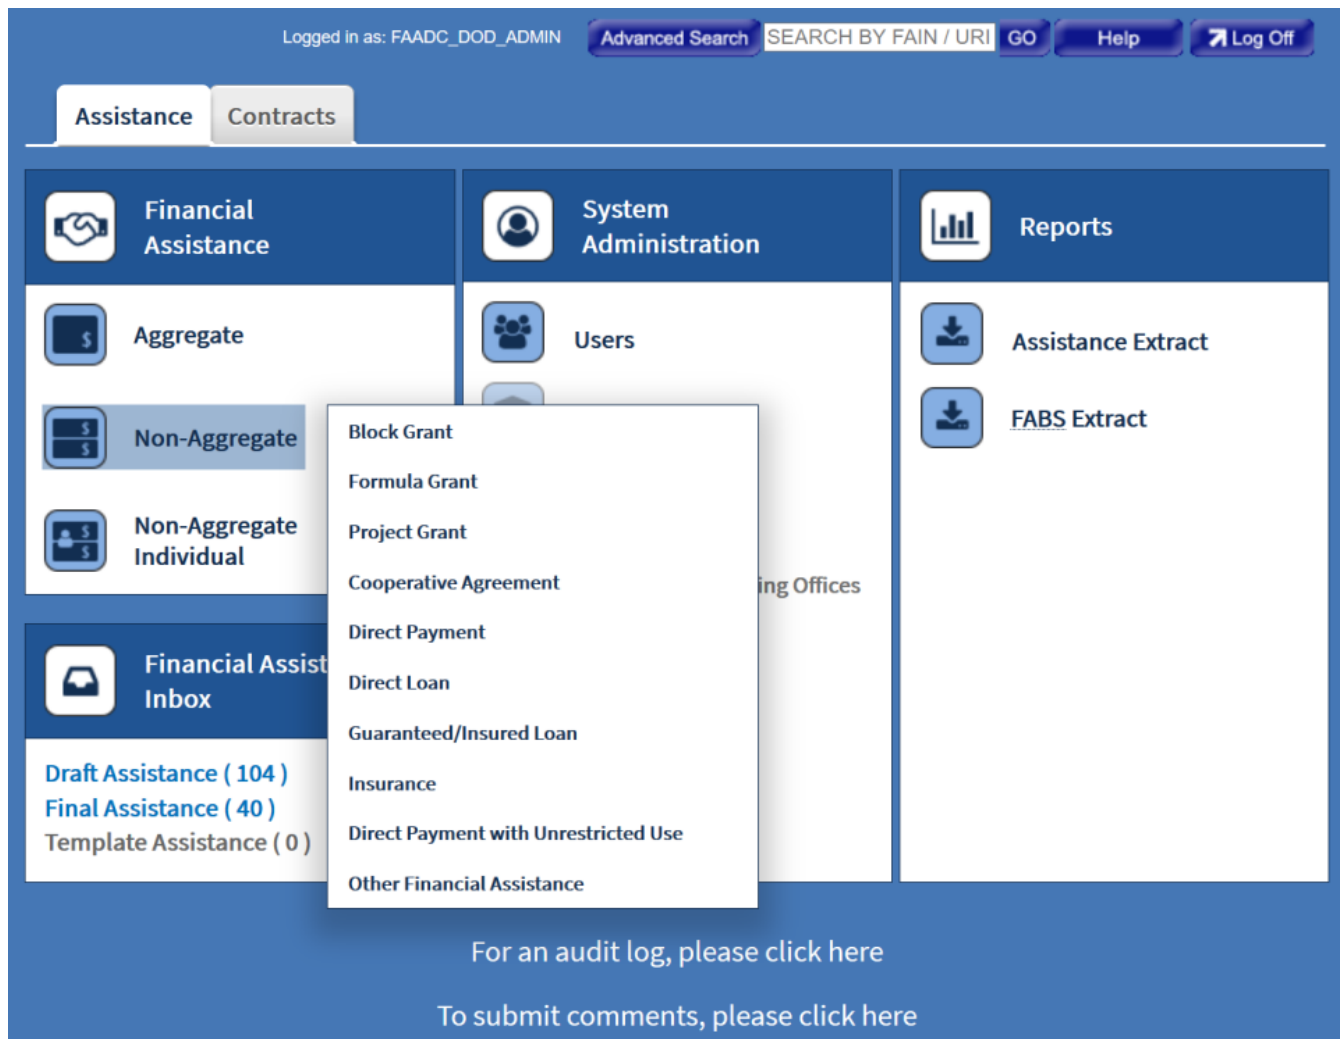 Logged in as: FAADC_DOD_ADMIN
Advanced Search
SEARCH BY FAIN / URI
GO
Help
Log Off
Assistance
Contracts
Financial
Assistance
Aggregate
Non-Aggregate
Non-Aggregate
Individual
System
Administration
Users
ing Offices
Reports
Assistance Extract
FABS Extract
Block Grant
Formula Grant
Project Grant
Cooperative Agreement
Direct Payment
Direct Loan
Guaranteed/Insured Loan
Insurance
Direct Payment with Unrestricted Use
Other Financial Assistance
Financial Assist
Inbox
Draft Assistance ( 104 )
Final Assistance ( 40 )
Template Assistance ( 0 )
For an audit log, please click here
To submit comments, please click here